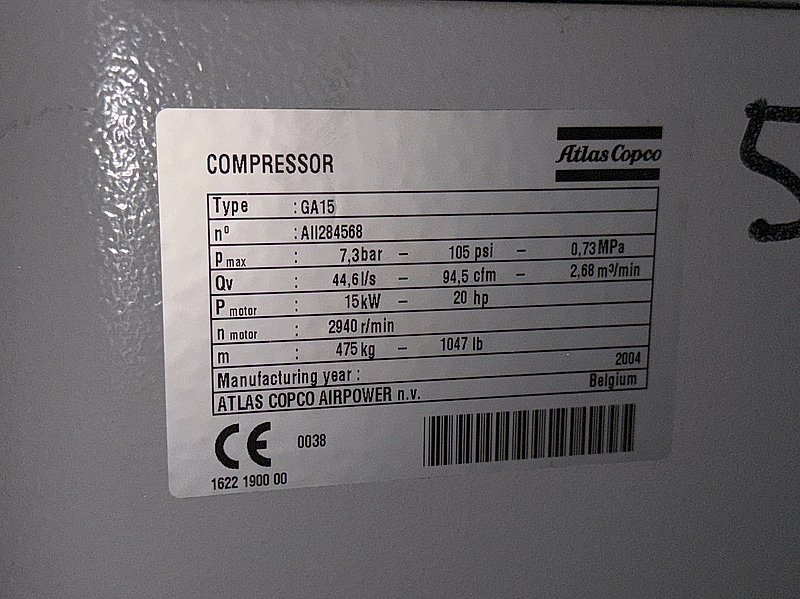 COMPRESSOR
Atlas Copco
Type : GA15
nº : AII284568
p max : 7,3bar – 105 psi – 0,73MPa
Qv : 44,6l/s – 94,5 cfm – 2,68 m³/min
P motor : 15kW – 20 hp
n motor : 2940 r/min
m : 475kg – 1047 lb
Manufacturing year : 2004
ATLAS COPCO AIRPOWER n.v. Belgium
CE 0038
1622 1900 00
5